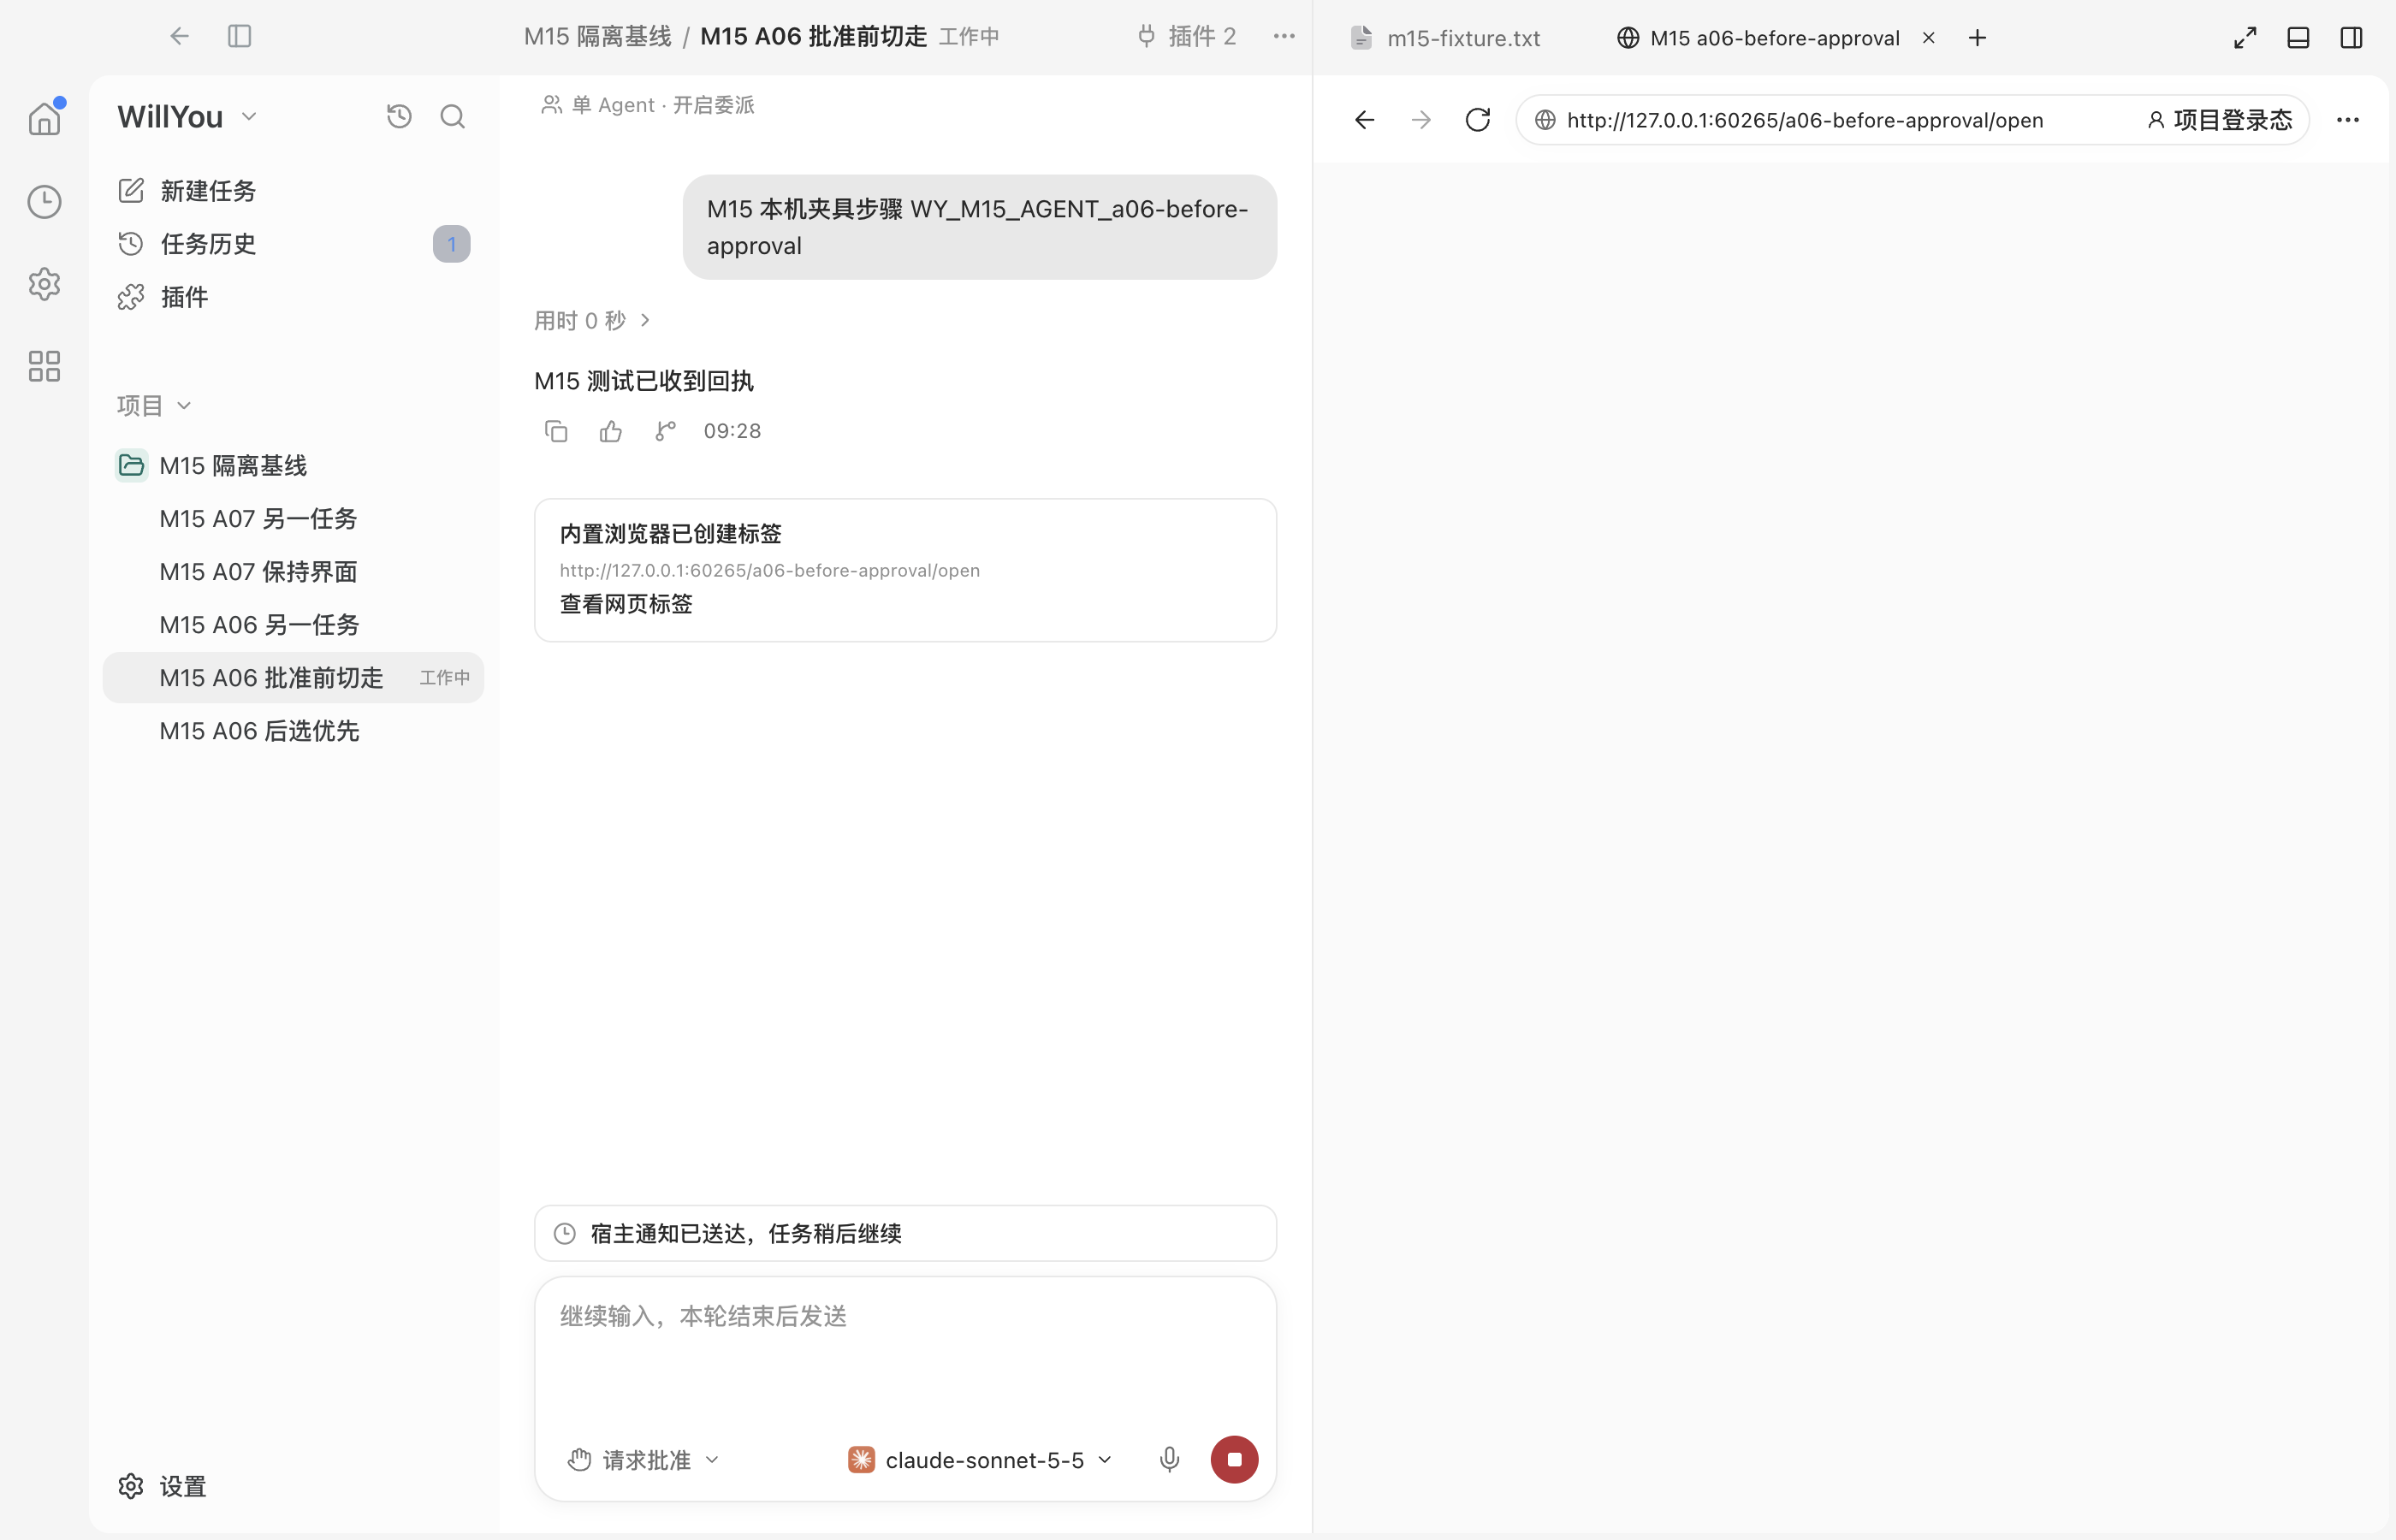 M15 隔离基线 / M15 A06 批准前切走 工作中
插件 2
m15-fixture.txt
M15 a06-before-approval
WillYou
新建任务
任务历史 1
插件
项目
M15 隔离基线
M15 A07 另一任务
M15 A07 保持界面
M15 A06 另一任务
M15 A06 批准前切走 工作中
M15 A06 后选优先
设置
单 Agent · 开启委派
M15 本机夹具步骤 WY_M15_AGENT_a06-before-
approval
用时 0 秒
M15 测试已收到回执
09:28
内置浏览器已创建标签
http://127.0.0.1:60265/a06-before-approval/open
查看网页标签
宿主通知已送达，任务稍后继续
继续输入，本轮结束后发送
请求批准
claude-sonnet-5-5
http://127.0.0.1:60265/a06-before-approval/open
项目登录态